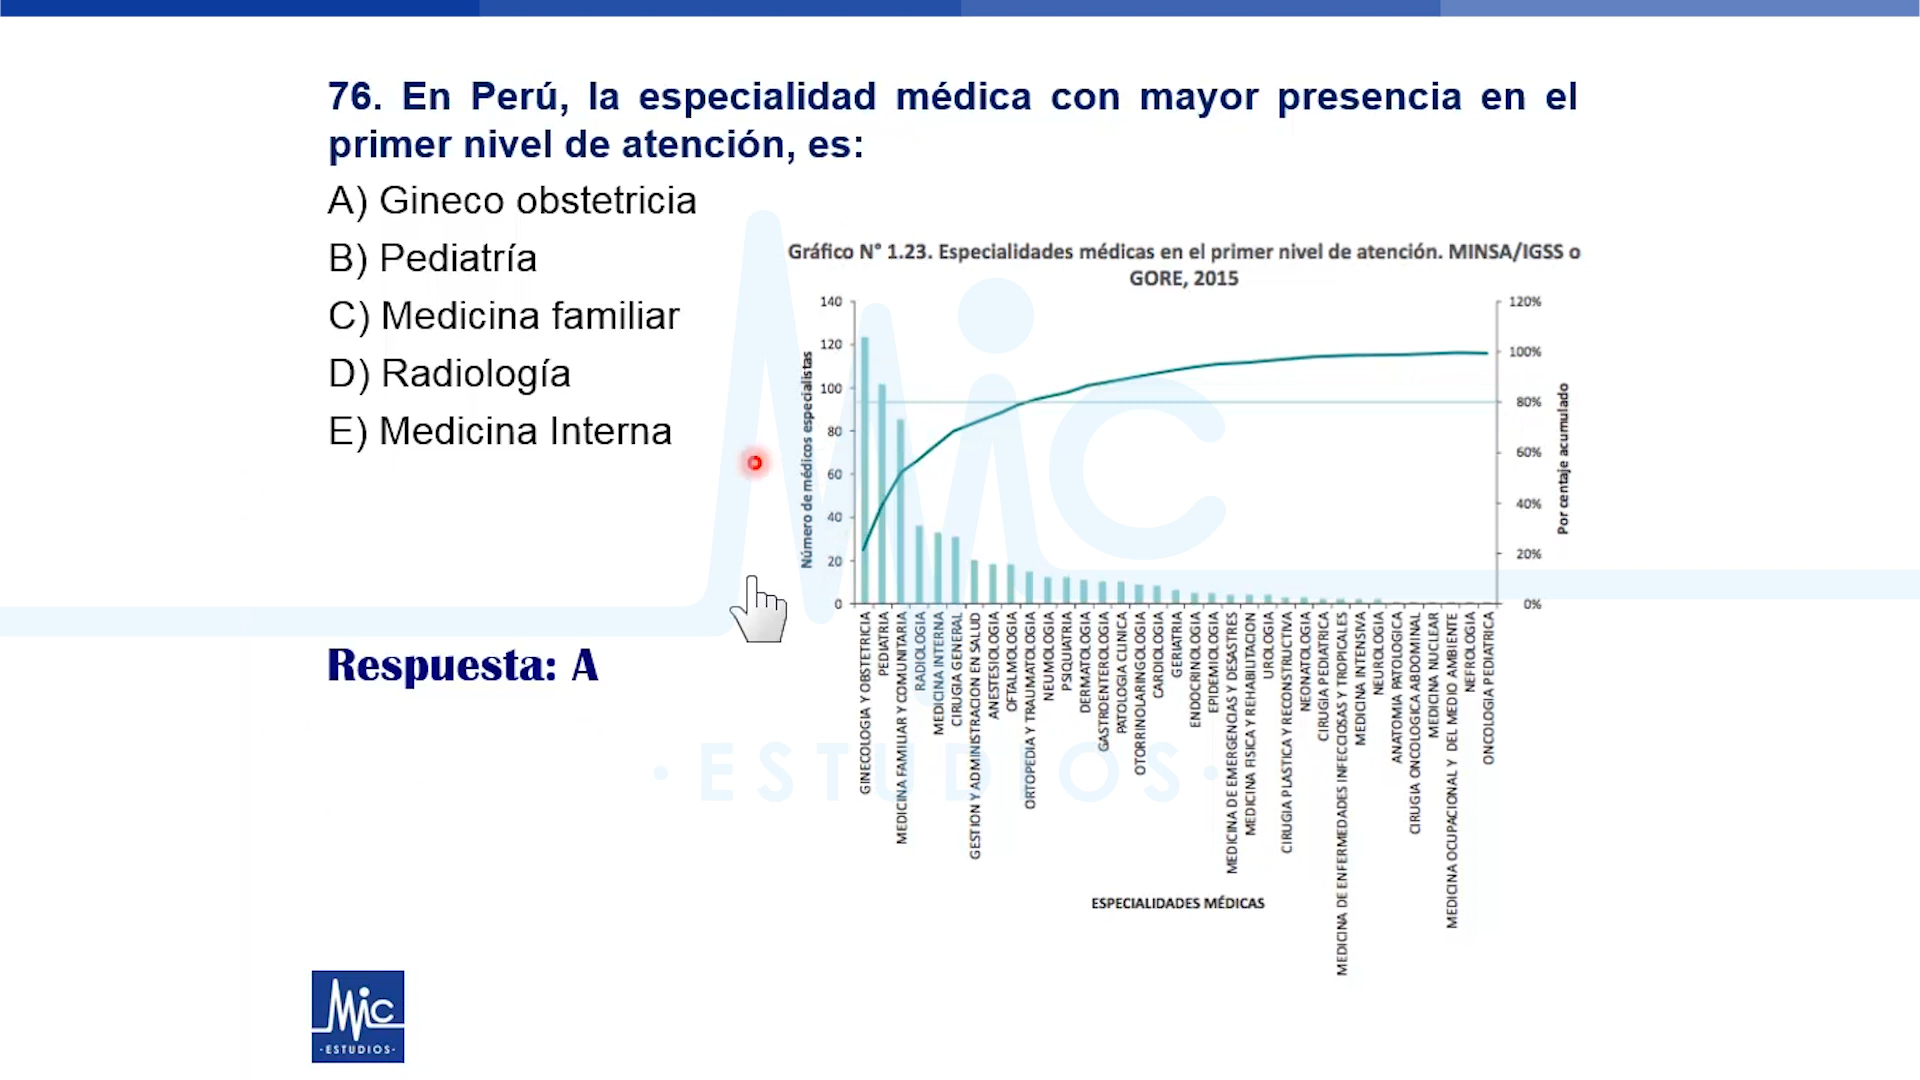 76. En Perú, la especialidad médica con mayor presencia en el
primer nivel de atención, es:
A) Gineco obstetricia
B) Pediatría
C) Medicina familiar
D) Radiología
E) Medicina Interna
Respuesta: A
Gráfico N° 1.23. Especialidades médicas en el primer nivel de atención. MINSA/IGSS o
GORE, 2015
Número de médicos especialistas
140
120
100
80
60
40
20
0
120%
100%
80%
60%
40%
20%
0%
Por centaje acumulado
GINECOLOGIA Y OBSTETRICIA
PEDIATRIA
MEDICINA FAMILIAR Y COMUNITARIA
RADIOLOGIA
MEDICINA INTERNA
CIRUGIA GENERAL
GESTION Y ADMINISTRACION EN SALUD
ANESTESIOLOGIA
OFTALMOLOGIA
ORTOPEDIA Y TRAUMATOLOGIA
NEUMOLOGIA
PSIQUIATRIA
DERMATOLOGIA
GASTROENTEROLOGIA
PATOLOGIA CLINICA
OTORRINOLARINGOLOGIA
CARDIOLOGIA
GERIATRIA
ENDOCRINOLOGIA
EPIDEMIOLOGIA
MEDICINA DE EMERGENCIAS Y DESASTRES
MEDICINA FISICA Y REHABILITACION
UROLOGIA
CIRUGIA PLASTICA Y RECONSTRUCTIVA
NEONATOLOGIA
CIRUGIA PEDIATRICA
MEDICINA DE ENFERMEDADES INFECCIOSAS Y TROPICALES
MEDICINA INTENSIVA
NEUROLOGIA
ANATOMIA PATOLOGICA
CIRUGIA ONCOLOGICA ABDOMINAL
MEDICINA NUCLEAR
MEDICINA OCUPACIONAL Y DEL MEDIO AMBIENTE
NEFROLOGIA
ONCOLOGIA PEDIATRICA
ESPECIALIDADES MÉDICAS
MiC
·ESTUDIOS·
MiC
·ESTUDIOS·